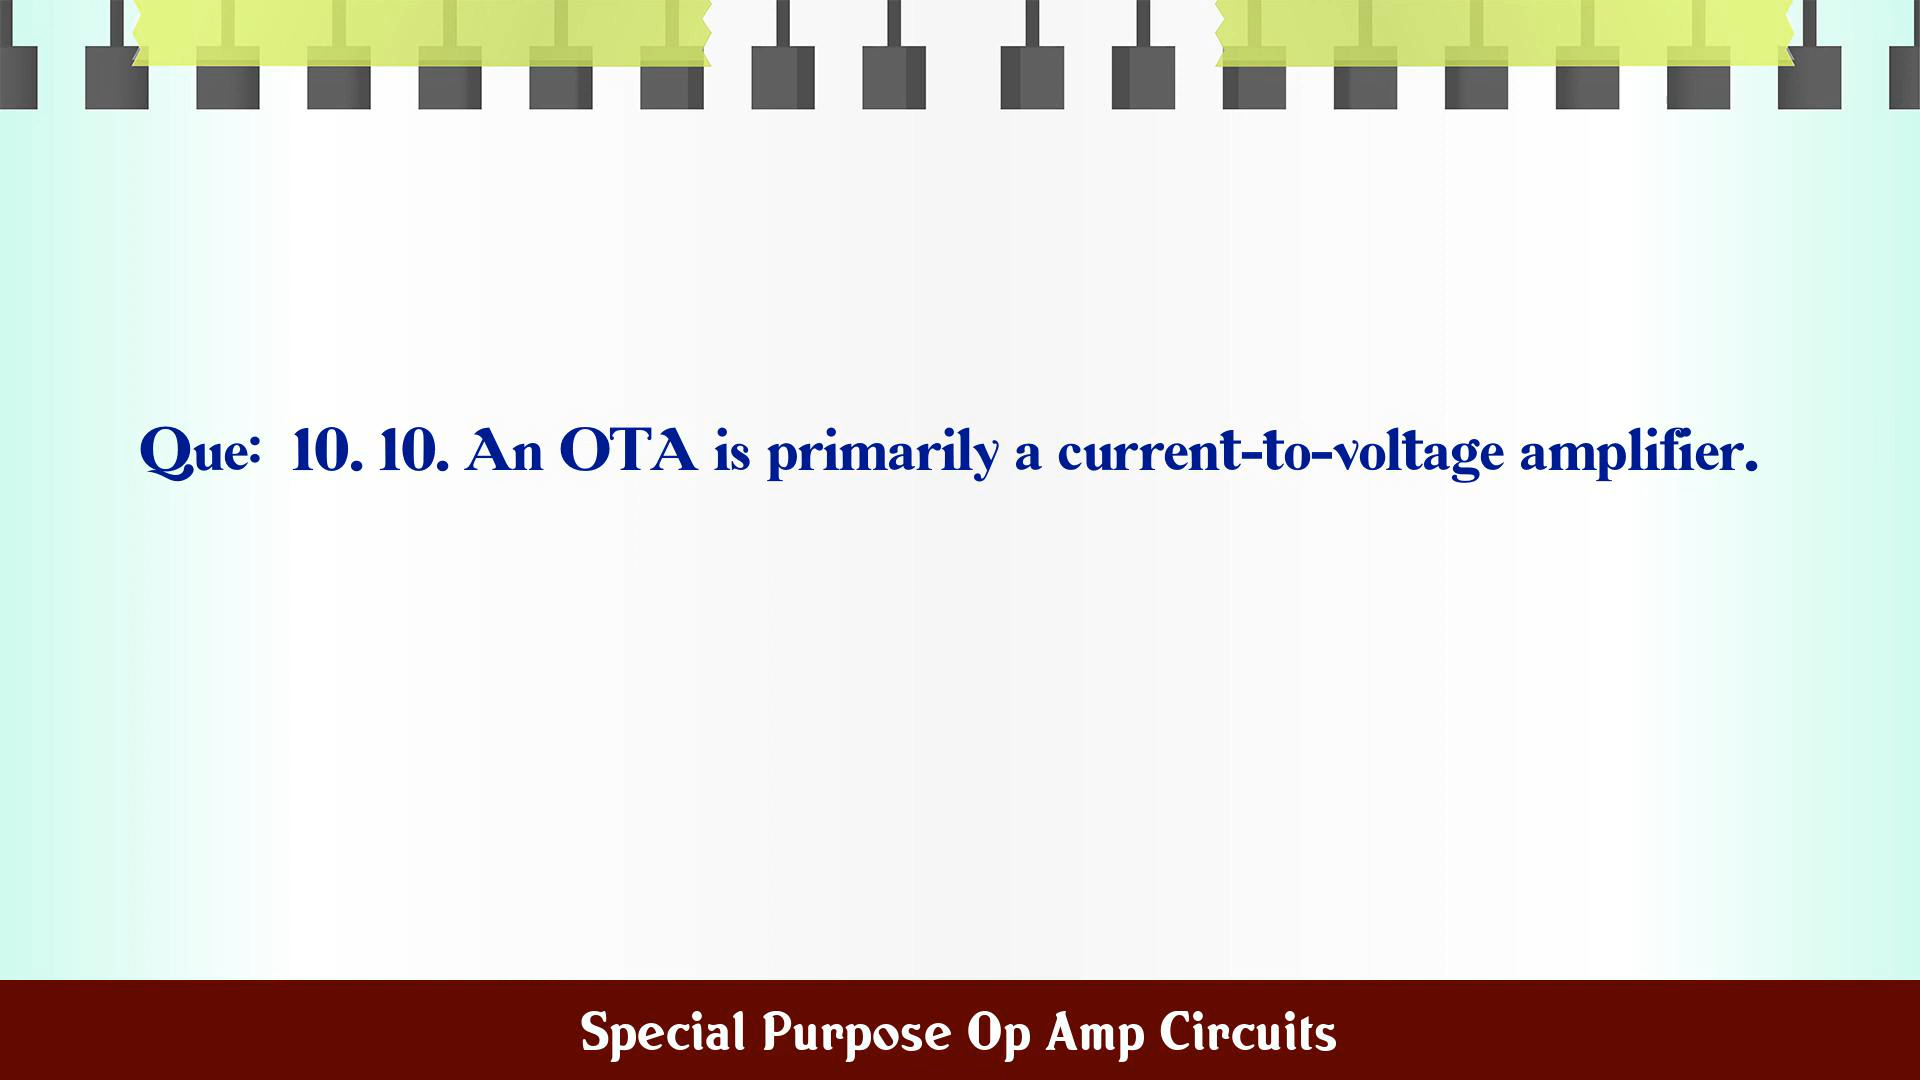 Que:  10. 10. An OTA is primarily a current-to-voltage amplifier.
Special Purpose Op Amp Circuits